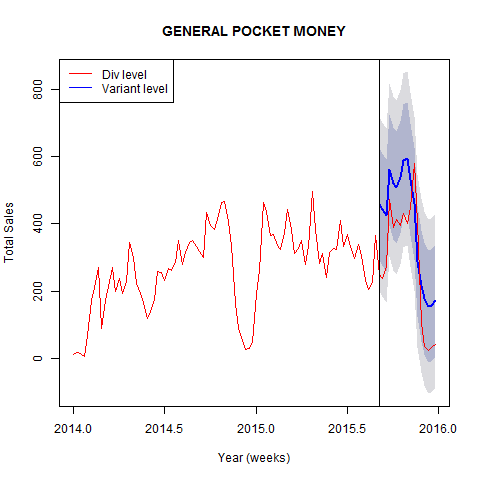 GENERAL POCKET MONEY
Div level
Variant level
Total Sales
800
600
400
200
0
2014.0 2014.5 2015.0 2015.5 2016.0
Year (weeks)